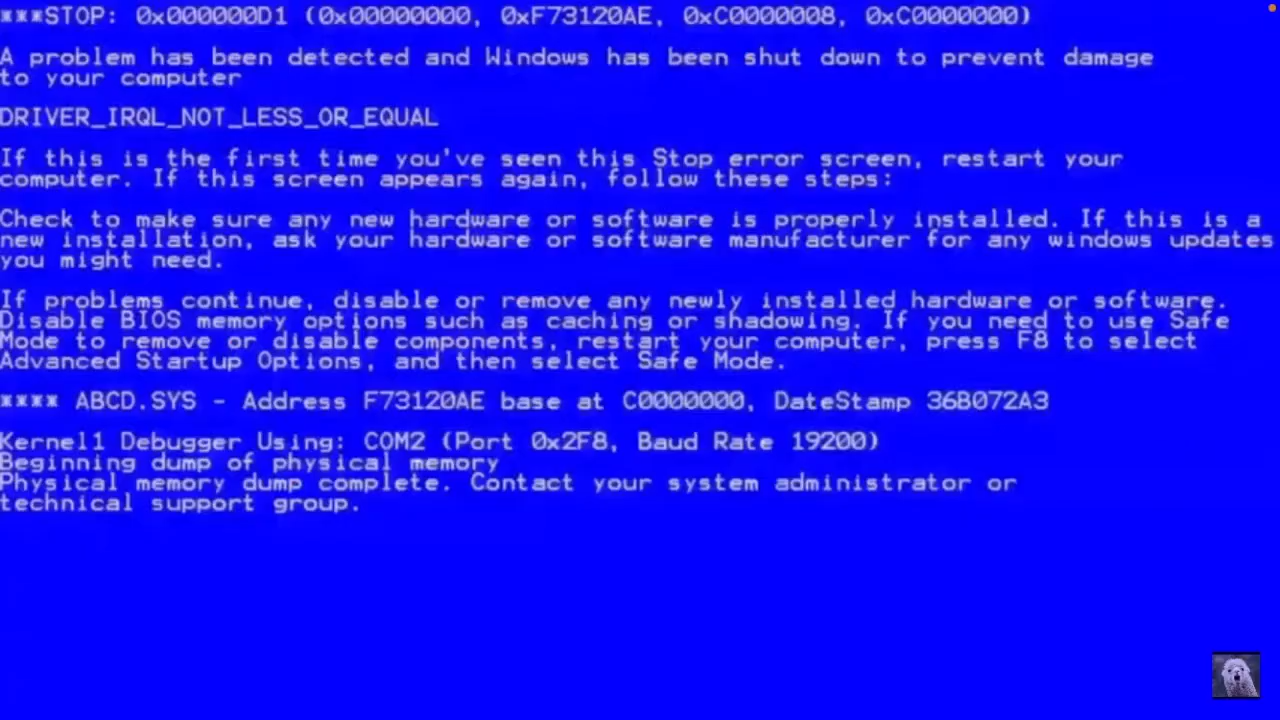 ***STOP: 0x000000D1 (0x00000000, 0xF73120AE, 0xC0000008, 0xC0000000)
A problem has been detected and Windows has been shut down to prevent damage
to your computer
DRIVER_IRQL_NOT_LESS_OR_EQUAL
If this is the first time you've seen this Stop error screen, restart your
computer. If this screen appears again, follow these steps:
Check to make sure any new hardware or software is properly installed. If this is a
new installation, ask your hardware or software manufacturer for any windows updates
you might need.
If problems continue, disable or remove any newly installed hardware or software.
Disable BIOS memory options such as caching or shadowing. If you need to use Safe
Mode to remove or disable components, restart your computer, press F8 to select
Advanced Startup Options, and then select Safe Mode.
**** ABCD.SYS - Address F73120AE base at C0000000, DateStamp 36B072A3
Kernel1 Debugger Using: COM2 (Port 0x2F8, Baud Rate 19200)
Beginning dump of physical memory
Physical memory dump complete. Contact your system administrator or
technical support group.